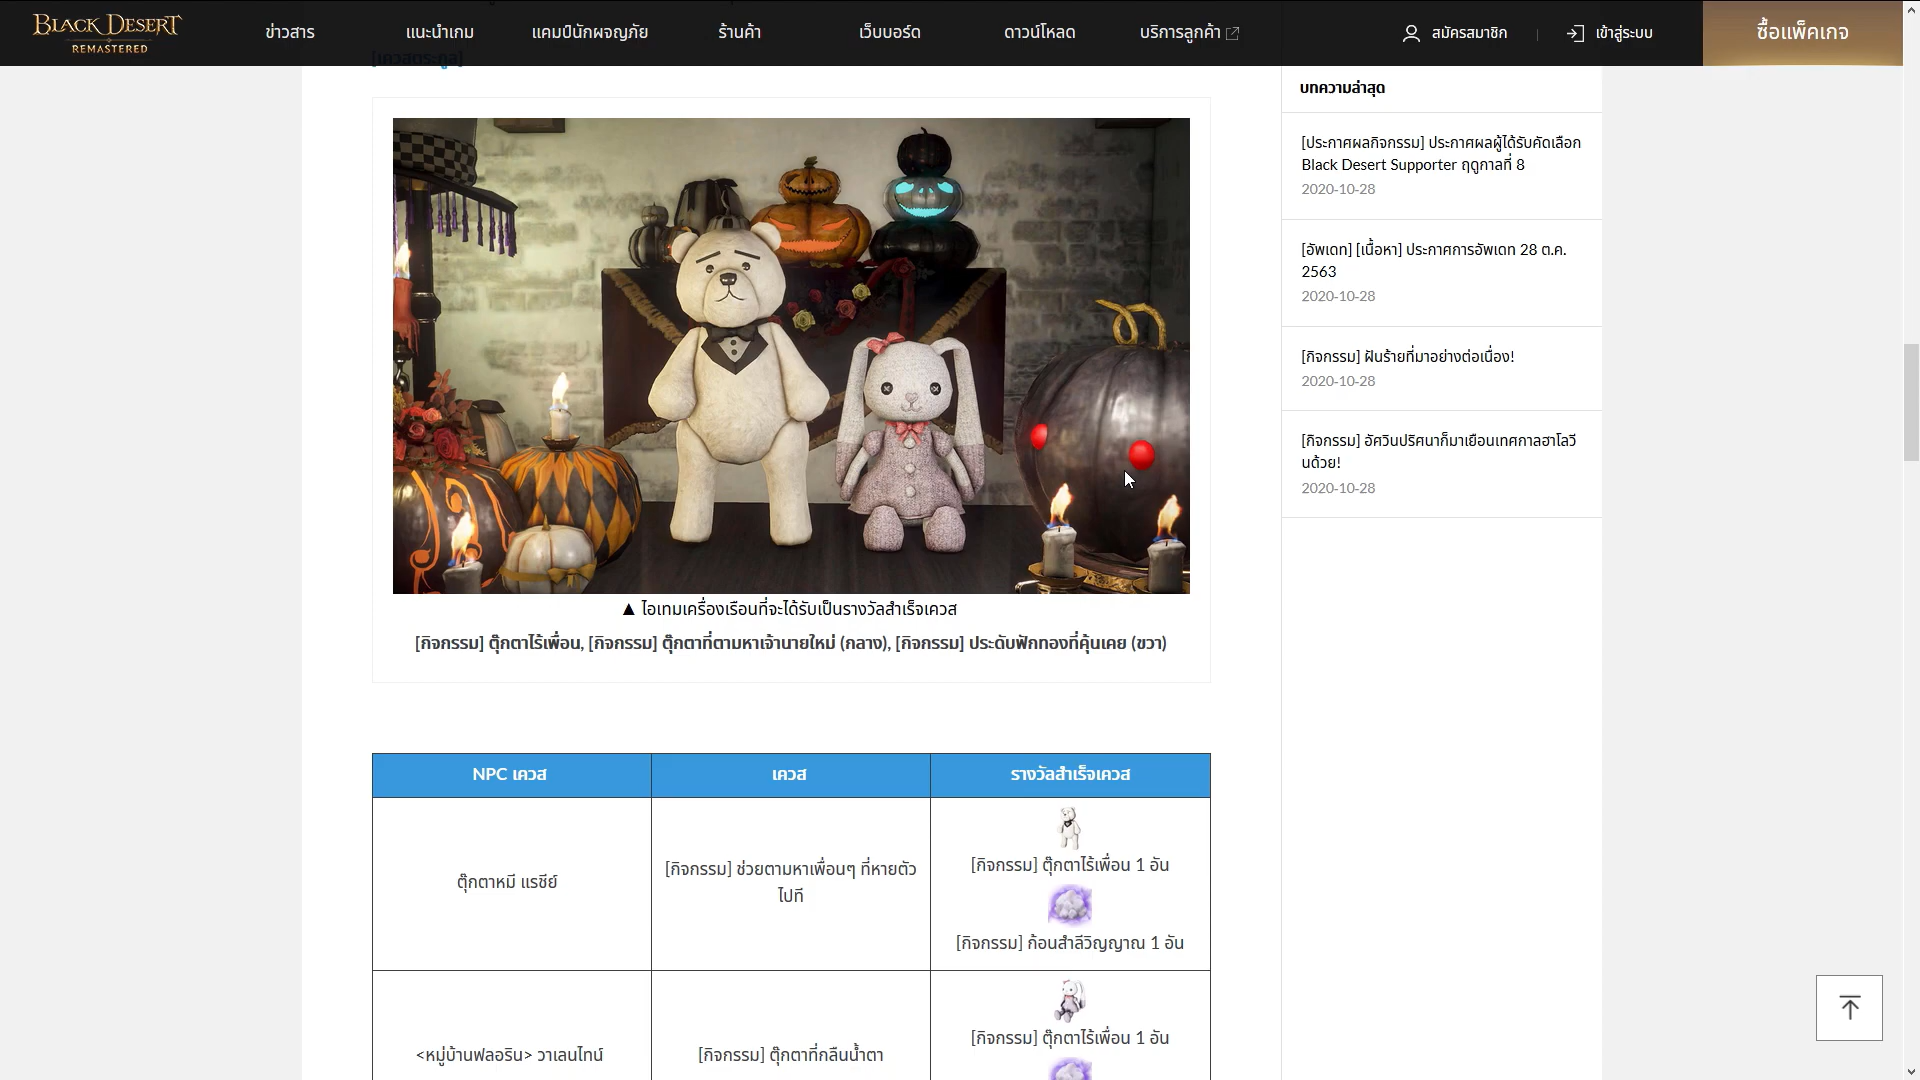 BLACK DESERT
REMASTERED
ข่าวสาร
แนะนำเกม
แคมป์นักผจญภัย
ร้านค้า
เว็บบอร์ด
ดาวน์โหลด
บริการลูกค้า
สมัครสมาชิก
เข้าสู่ระบบ
ซื้อแพ็คเกจ
[เควสตระกูล]
▲ ไอเทมเครื่องเรือนที่จะได้รับเป็นรางวัลสำเร็จเควส
[กิจกรรม] ตุ๊กตาไร้เพื่อน, [กิจกรรม] ตุ๊กตาที่ตามหาเจ้านายใหม่ (กลาง), [กิจกรรม] ประดับฟักทองที่คุ้นเคย (ขวา)
NPC เควส
เควส
รางวัลสำเร็จเควส
ตุ๊กตาหมี แรซีย์
[กิจกรรม] ช่วยตามหาเพื่อนๆ ที่หายตัว
ไปที
[กิจกรรม] ตุ๊กตาไร้เพื่อน 1 อัน
[กิจกรรม] ก้อนสำลีวิญญาณ 1 อัน
<หมู่บ้านฟลอริน> วาเลนไทน์
[กิจกรรม] ตุ๊กตาที่กลืนน้ำตา
[กิจกรรม] ตุ๊กตาไร้เพื่อน 1 อัน
บทความล่าสุด
[ประกาศผลกิจกรรม] ประกาศผลผู้ได้รับคัดเลือก
Black Desert Supporter ฤดูกาลที่ 8
2020-10-28
[อัพเดท] [เนื้อหา] ประกาศการอัพเดท 28 ต.ค.
2563
2020-10-28
[กิจกรรม] ฝันร้ายที่มาอย่างต่อเนื่อง!
2020-10-28
[กิจกรรม] อัศวินปริศนาก็มาเยือนเทศกาลฮาโลวี
นด้วย!
2020-10-28